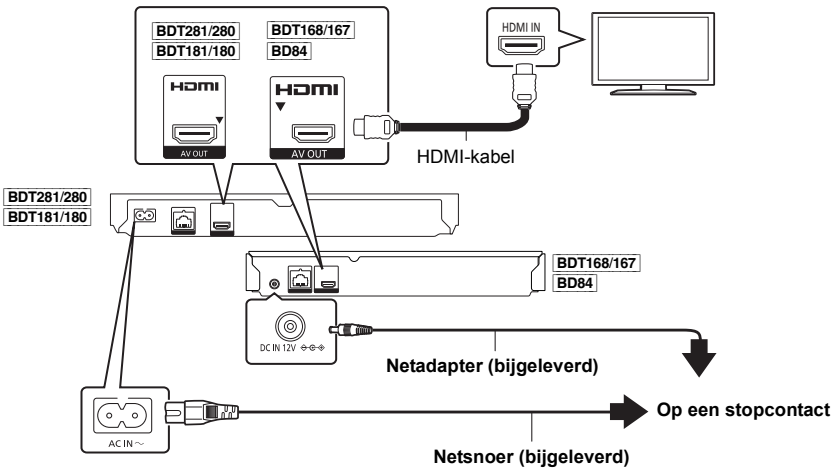 BDT281/280
BDT181/180
BDT168/167
BD84
HDMI
AV OUT
HDMI
AV OUT
HDMI IN
HDMI-kabel
BDT281/280
BDT181/180
BDT168/167
BD84
DC IN 12V
Netadapter (bijgeleverd)
Op een stopcontact
AC IN ~
Netsnoer (bijgeleverd)